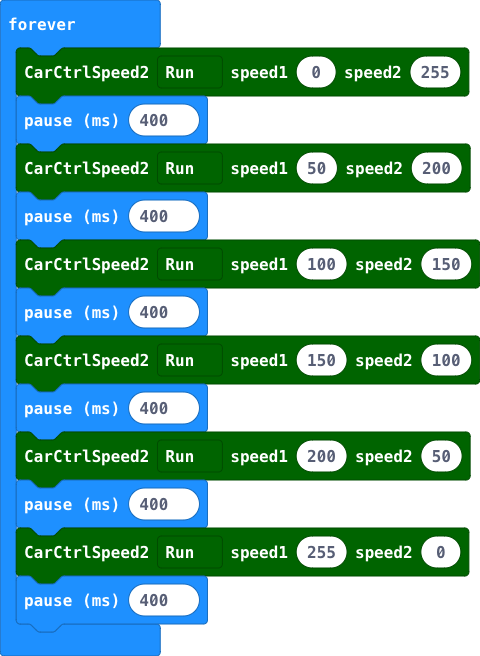 forever
CarCtrlSpeed2 Run speed1 0 speed2 255
pause (ms) 400
CarCtrlSpeed2 Run speed1 50 speed2 200
pause (ms) 400
CarCtrlSpeed2 Run speed1 100 speed2 150
pause (ms) 400
CarCtrlSpeed2 Run speed1 150 speed2 100
pause (ms) 400
CarCtrlSpeed2 Run speed1 200 speed2 50
pause (ms) 400
CarCtrlSpeed2 Run speed1 255 speed2 0
pause (ms) 400